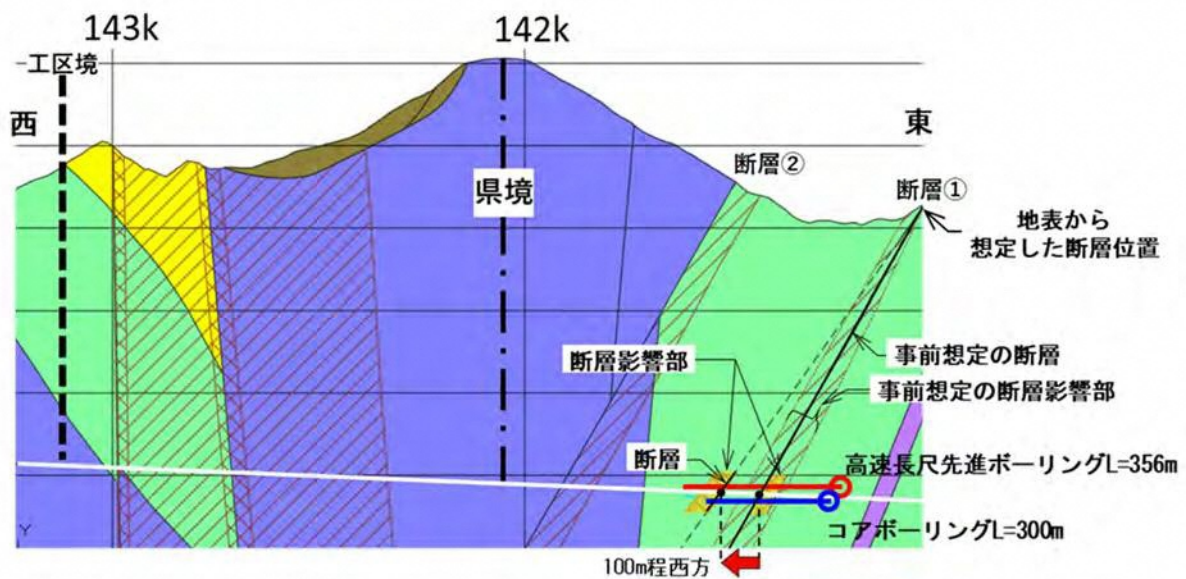 143k
142k
工区境
西
東
県境
断層②
断層①
地表から
想定した断層位置
断層影響部
事前想定の断層
事前想定の断層影響部
断層
高速長尺先進ボーリングL=356m
コアボーリングL=300m
100m程西方
Y